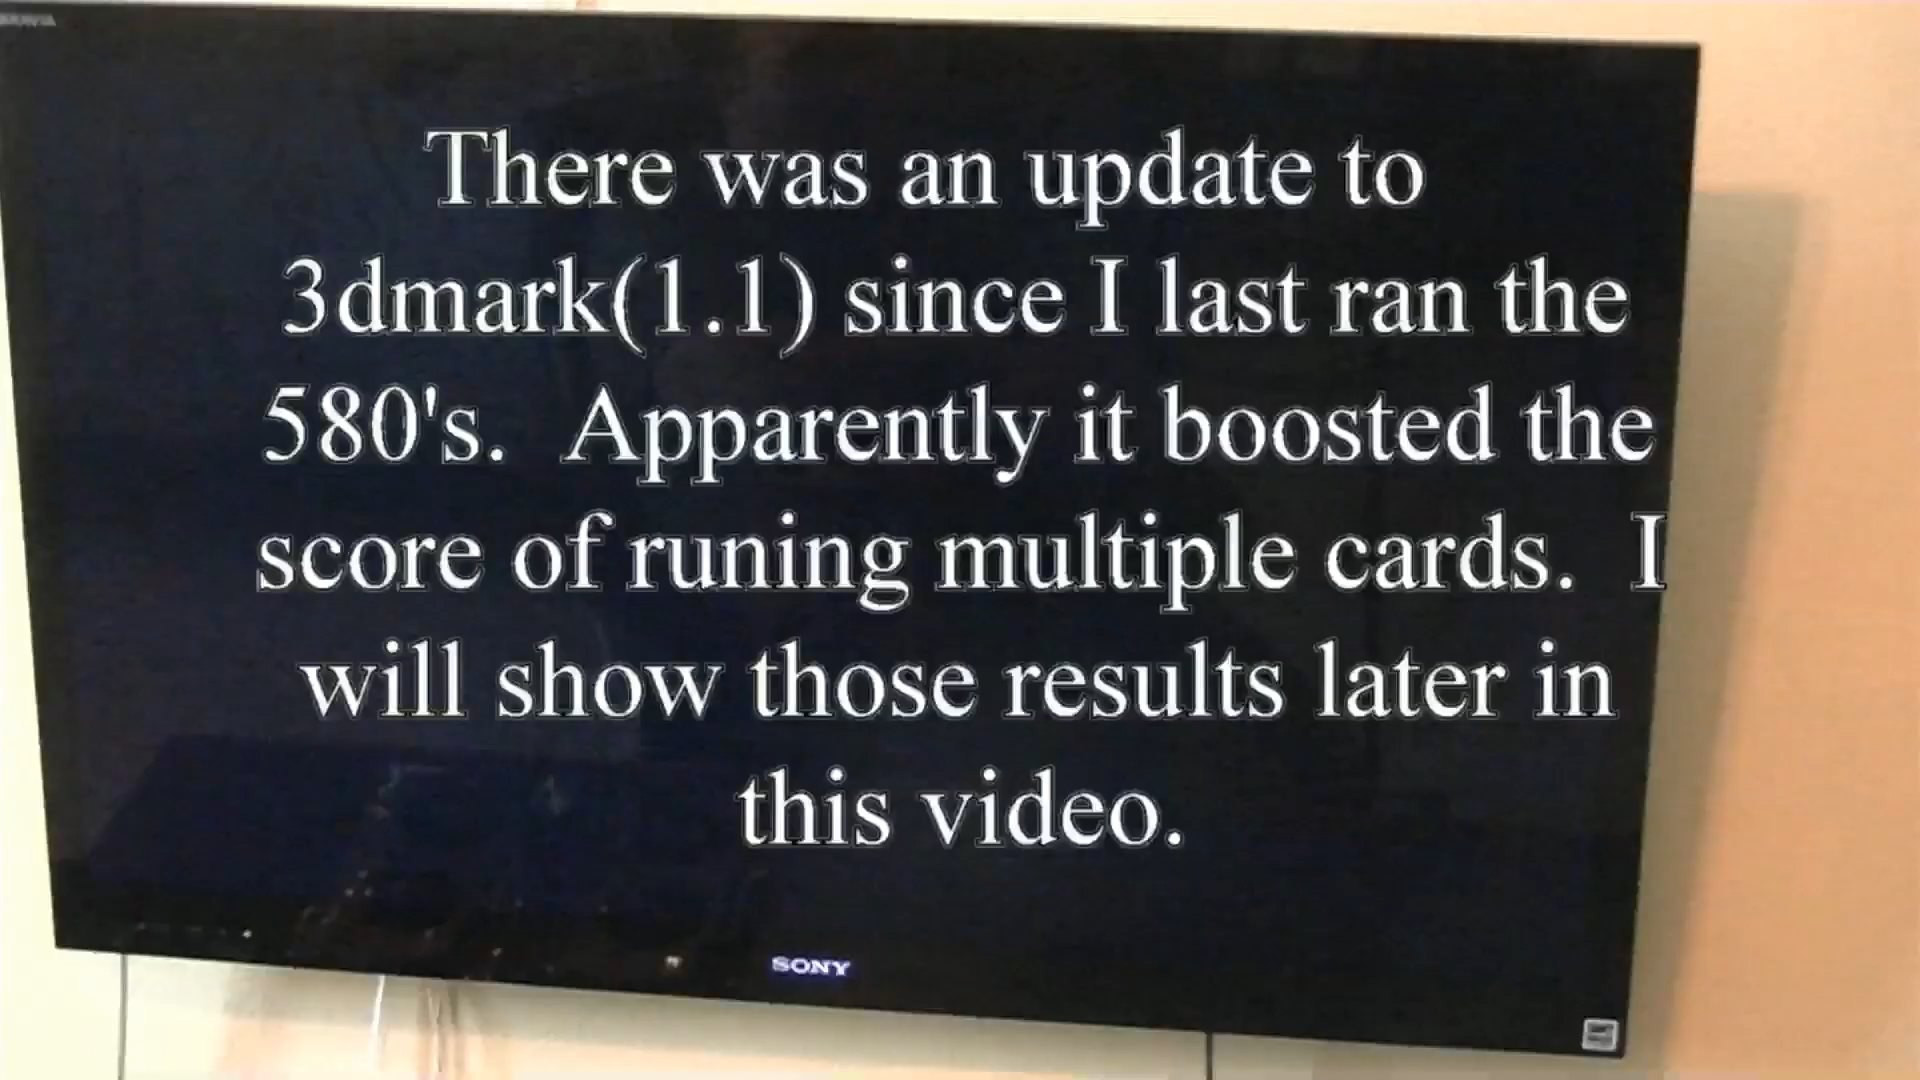 There was an update to
3dmark(1.1) since I last ran the
580's.  Apparently it boosted the
score of runing multiple cards.  I
will show those results later in
this video.
SONY